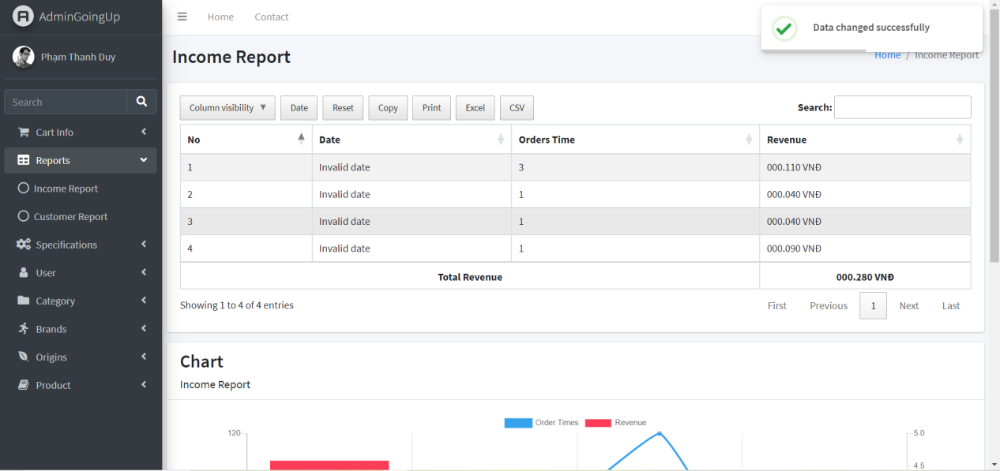 AdminGoingUp
Home Contact
Data changed successfully
Phạm Thanh Duy
Income Report
Home / Income Report
Search
Column visibility Date Reset Copy Print Excel CSV
Search:
Cart Info
No Date Orders Time Revenue
Reports
1 Invalid date 3 000.110 VNĐ
Income Report
2 Invalid date 1 000.040 VNĐ
Customer Report
3 Invalid date 1 000.040 VNĐ
Specifications
4 Invalid date 1 000.090 VNĐ
User
Total Revenue 000.280 VNĐ
Category
Showing 1 to 4 of 4 entries
First Previous 1 Next Last
Brands
Origins
Chart
Product
Income Report
Order Times Revenue
120
5.0
4.5